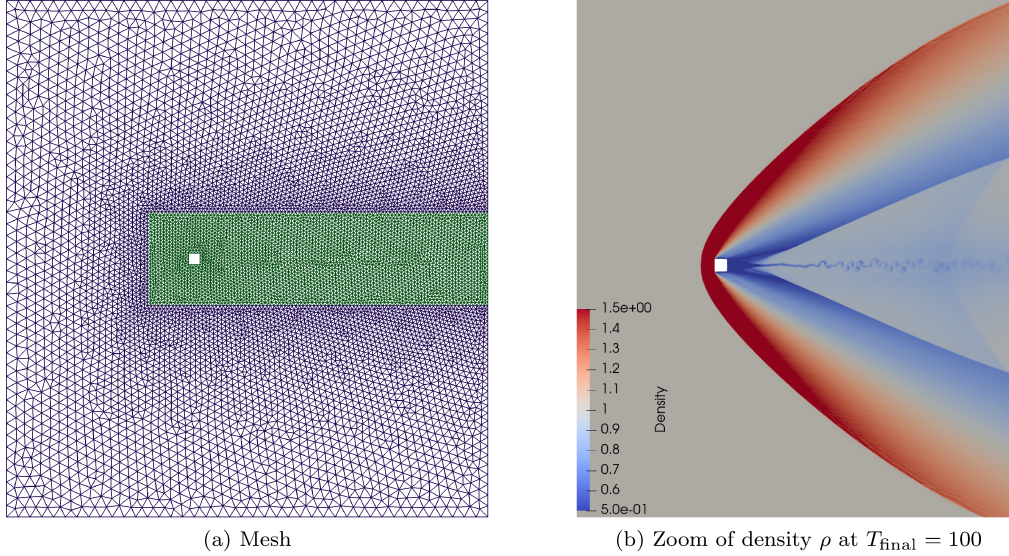 1.5e+00
1.4
1.3
1.2
1.1
1
0.9
0.8
0.7
0.6
5.0e-01
Density
(a) Mesh
(b) Zoom of density ρ at T_final = 100